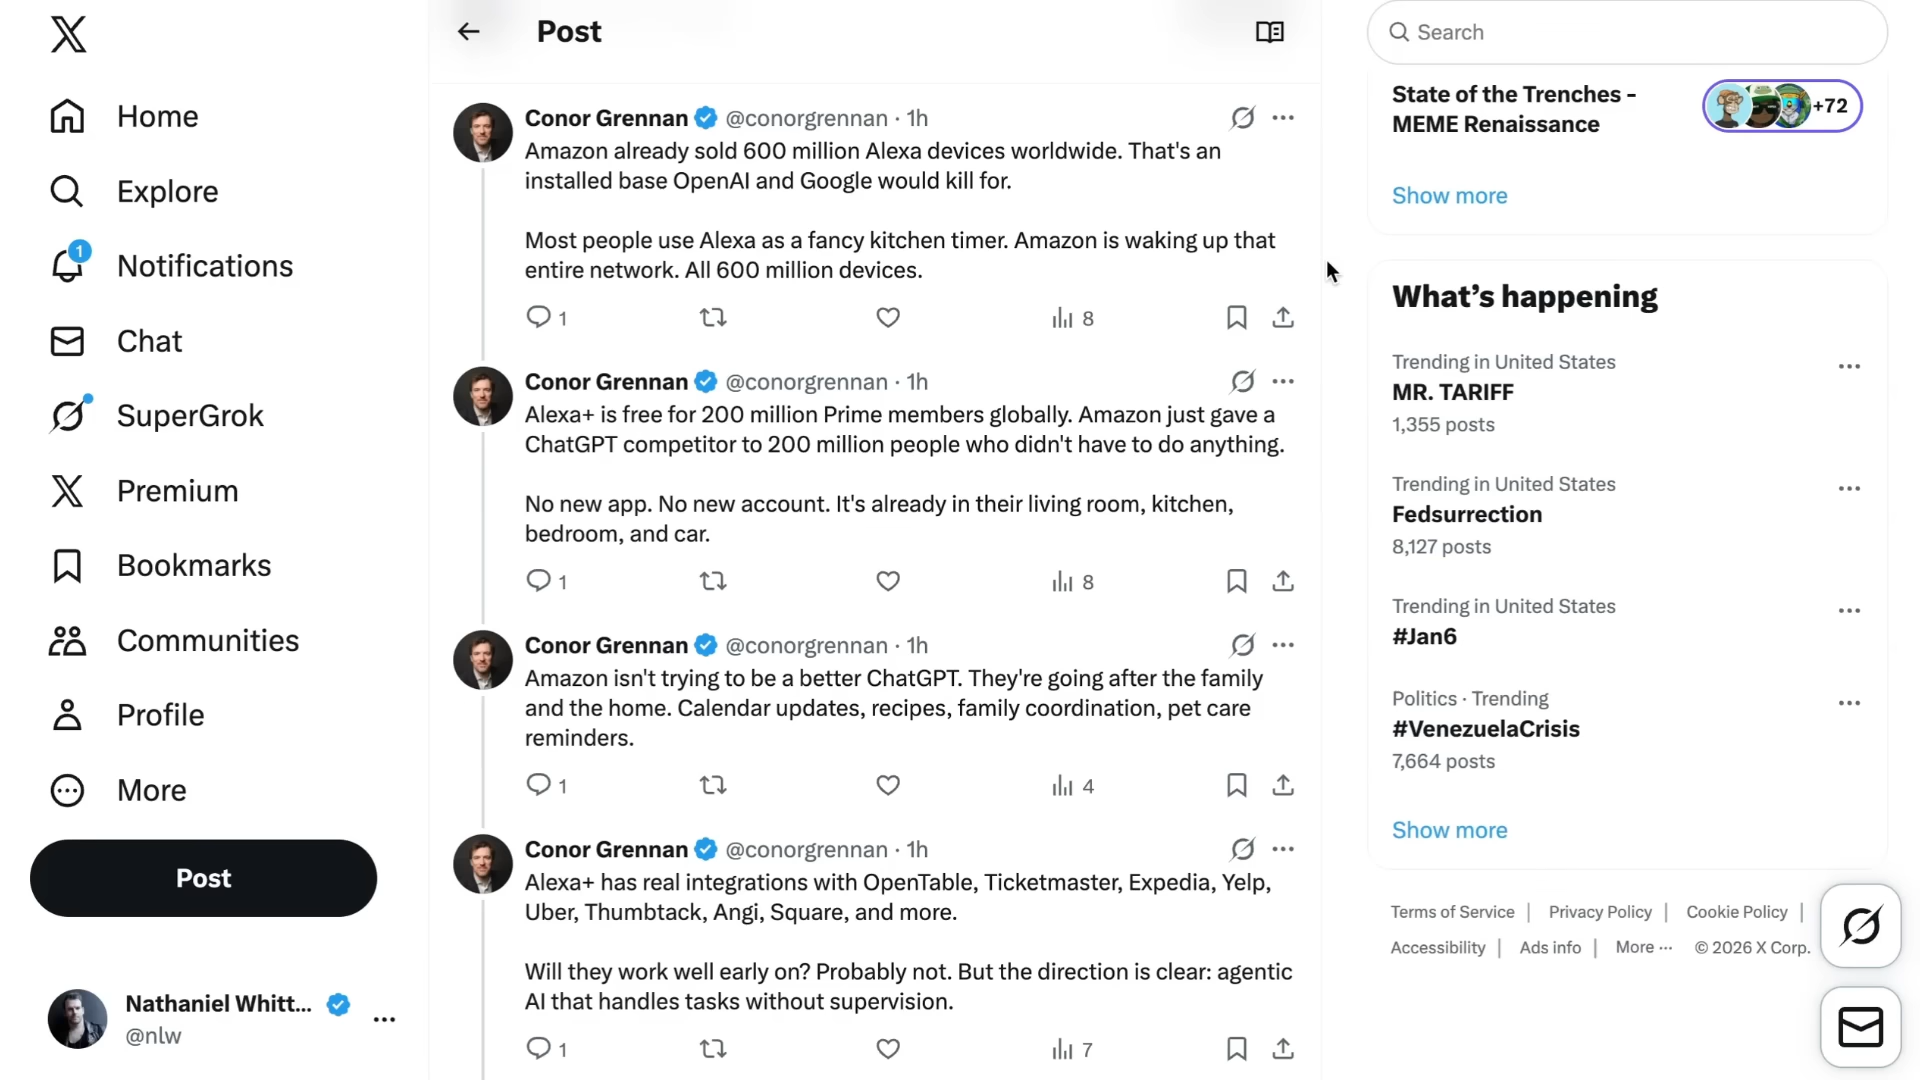 Home
Explore
1
Notifications
Chat
SuperGrok
Premium
Bookmarks
Communities
Profile
More
Post
Nathaniel Whitt...
@nlw
Post
Conor Grennan @conorgrennan · 1h
Amazon already sold 600 million Alexa devices worldwide. That's an
installed base OpenAI and Google would kill for.
Most people use Alexa as a fancy kitchen timer. Amazon is waking up that
entire network. All 600 million devices.
1 8
Conor Grennan @conorgrennan · 1h
Alexa+ is free for 200 million Prime members globally. Amazon just gave a
ChatGPT competitor to 200 million people who didn't have to do anything.
No new app. No new account. It's already in their living room, kitchen,
bedroom, and car.
1 8
Conor Grennan @conorgrennan · 1h
Amazon isn't trying to be a better ChatGPT. They're going after the family
and the home. Calendar updates, recipes, family coordination, pet care
reminders.
1 4
Conor Grennan @conorgrennan · 1h
Alexa+ has real integrations with OpenTable, Ticketmaster, Expedia, Yelp,
Uber, Thumbtack, Angi, Square, and more.
Will they work well early on? Probably not. But the direction is clear: agentic
AI that handles tasks without supervision.
1 7
Search
State of the Trenches -
MEME Renaissance
+72
Show more
What's happening
Trending in United States
MR. TARIFF
1,355 posts
Trending in United States
Fedsurrection
8,127 posts
Trending in United States
#Jan6
Politics · Trending
#VenezuelaCrisis
7,664 posts
Show more
Terms of Service | Privacy Policy | Cookie Policy |
Accessibility | Ads info | More ··· © 2026 X Corp.